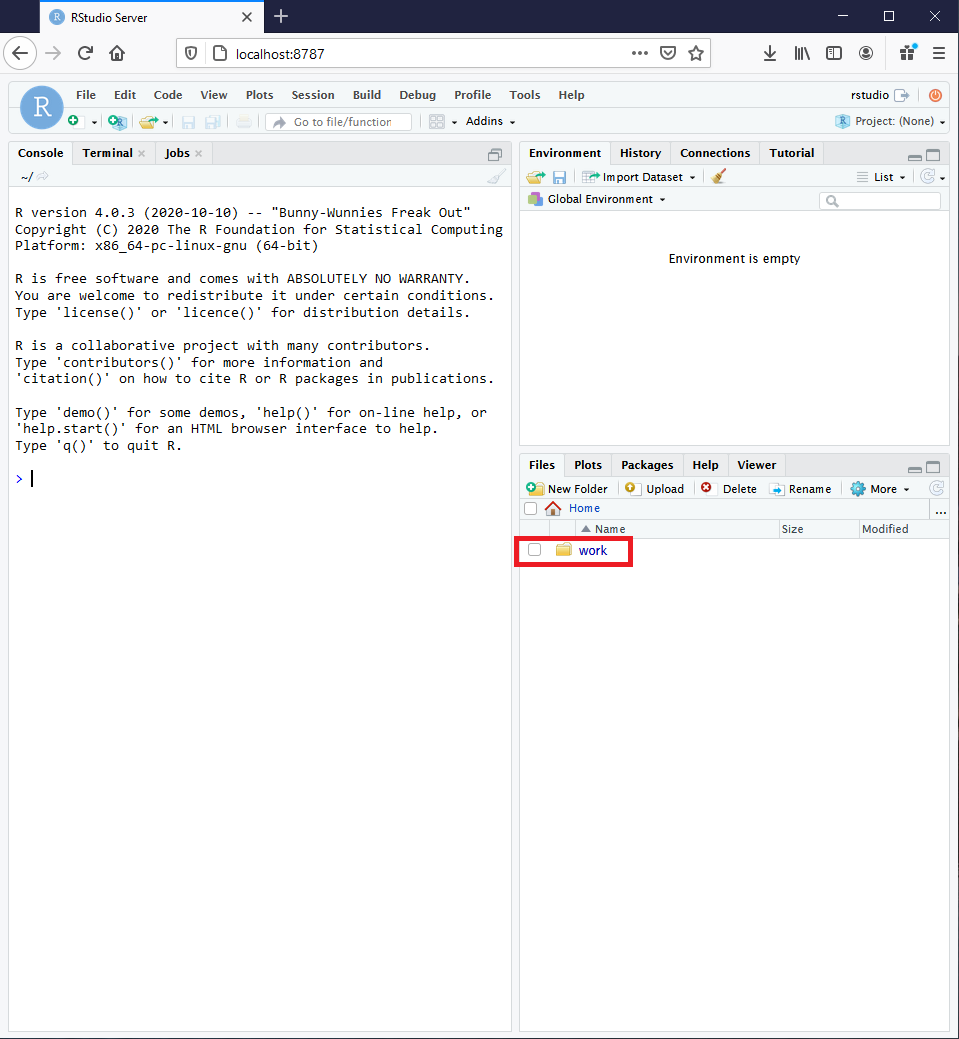 RStudio Server
localhost:8787
File Edit Code View Plots Session Build Debug Profile Tools Help
rstudio
Go to file/function
Addins
Project: (None)
Console Terminal Jobs
~/
R version 4.0.3 (2020-10-10) -- "Bunny-Wunnies Freak Out"
Copyright (C) 2020 The R Foundation for Statistical Computing
Platform: x86_64-pc-linux-gnu (64-bit)
R is free software and comes with ABSOLUTELY NO WARRANTY.
You are welcome to redistribute it under certain conditions.
Type 'license()' or 'licence()' for distribution details.
R is a collaborative project with many contributors.
Type 'contributors()' for more information and
'citation()' on how to cite R or R packages in publications.
Type 'demo()' for some demos, 'help()' for on-line help, or
'help.start()' for an HTML browser interface to help.
Type 'q()' to quit R.
>
Environment History Connections Tutorial
Import Dataset
List
Global Environment
Environment is empty
Files Plots Packages Help Viewer
New Folder Upload Delete Rename More
Home
...
Name Size Modified
work